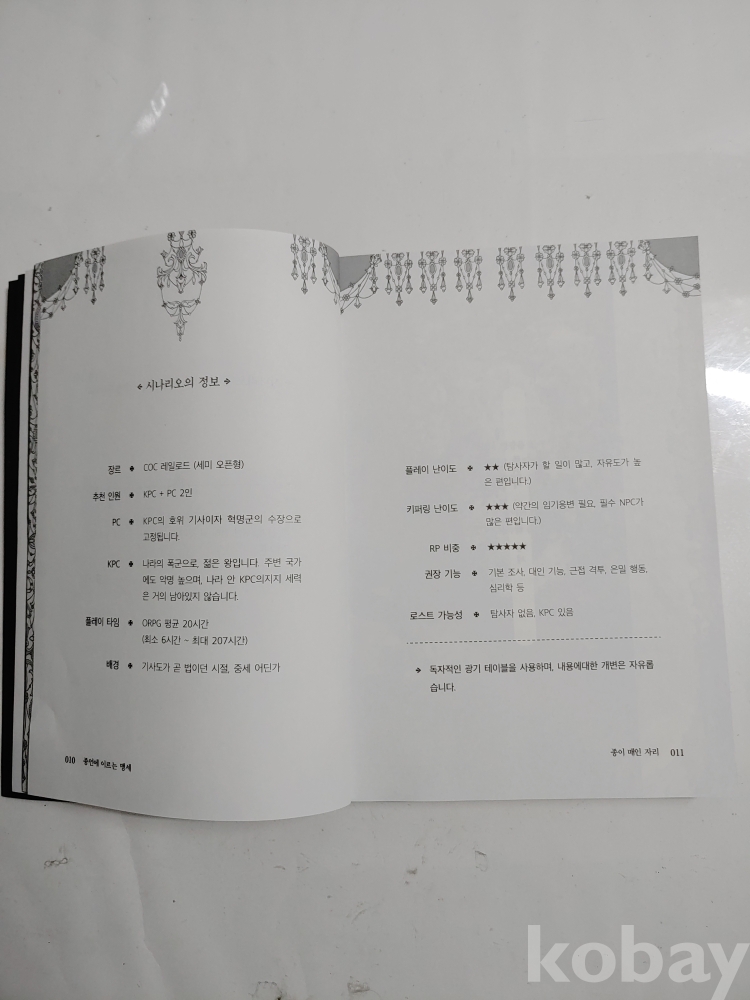 시나리오의 정보
장르 COC 레일로드 (세미 오픈형)
추천 인원 KPC + PC 2인
PC KPC의 호위 기사이자 혁명군의 수장으로
고정됩니다.
KPC 나라의 폭군으로, 젊은 왕입니다. 주변 국가
에도 악명 높으며, 나라 안 KPC의지지 세력
은 거의 남아있지 않습니다.
플레이 타임 ORPG 평균 20시간
(최소 6시간 ~ 최대 207시간)
배경 기사도가 곧 법이던 시절, 중세 어딘가
010 종언에 이르는 맹세
플레이 난이도 ★★ (탐사자가 할 일이 많고, 자유도가 높
은 편입니다.)
키퍼링 난이도 ★★★ (약간의 임기응변 필요, 필수 NPC가
많은 편입니다.)
RP 비중 ★★★★★
권장 기능 기본 조사, 대인 기능, 근접 격투, 은밀 행동,
심리학 등
로스트 가능성 탐사자 없음, KPC 있음
독자적인 광기 테이블을 사용하며, 내용에대한 개변은 자유롭
습니다.
종이 매인 자리 011
kobay